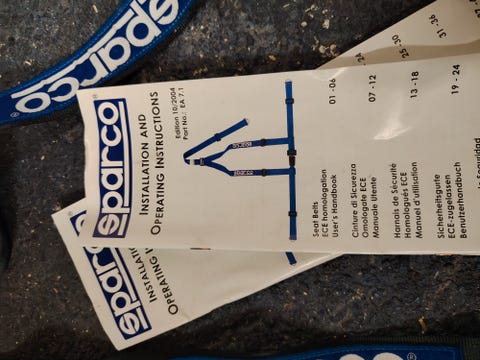 sparco
sparco
INSTALLATION AND
OPERATING INSTRUCTIONS
Edition 10/2004
Part No.: EA 7.1
sparco
Seat Belts
ECE homologation
User's Handbook
01 -06
Cinture di Sicurezza
Omologate ECE
Manuale Utente
07 -12
Harnais de Sécurité
Homologués ECE
Manuel d'utilisation
13 -18
Sicherheitsgurte
ECE-zugelassen
Benutzerhandbuch
19 - 24
Seguridad
sparco
INSTALLATION
OPERATING
25 -30
31 -36